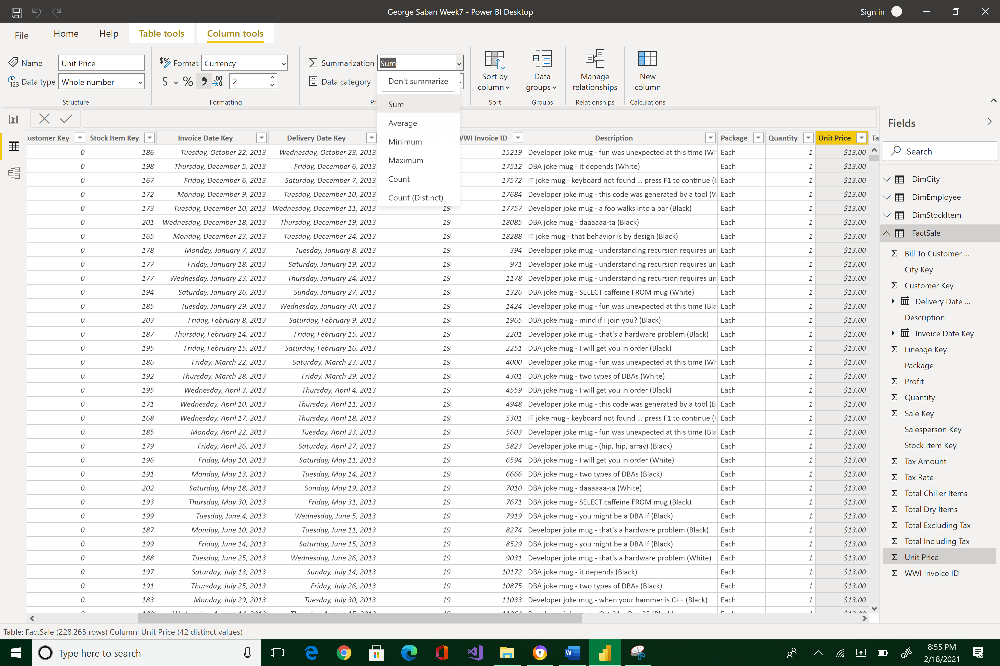 George Saban Week7 - Power BI Desktop
Sign in
File Home Help Table tools Column tools
Name Unit Price
Format Currency
Summarization Sum
Data type Whole number
$ % 2
Data category
Structure
Formatting
Sort by column
Data groups
Manage relationships
New column
Sort
Groups
Relationships
Calculations
Don't summarize
Sum
Average
Minimum
Maximum
Count
Count (Distinct)
ustomer Key Stock Item Key Invoice Date Key Delivery Date Key WWI Invoice ID Description Package Quantity Unit Price Ta
0 186 Tuesday, October 22, 2013 Wednesday, October 23, 2013 15219 Developer joke mug - fun was unexpected at this time (Wh Each 1 $13.00
0 198 Thursday, December 5, 2013 Friday, December 6, 2013 17512 DBA joke mug - it depends (White) Each 1 $13.00
0 167 Friday, December 6, 2013 Saturday, December 7, 2013 17572 IT joke mug - keyboard not found ... press F1 to continue ( Each 1 $13.00
0 172 Monday, December 9, 2013 Tuesday, December 10, 2013 17684 Developer joke mug - this code was generated by a tool (W Each 1 $13.00
0 173 Tuesday, December 10, 2013 Wednesday, December 11, 2013 19 17757 Developer joke mug - a foo walks into a bar (Black) Each 1 $13.00
0 201 Wednesday, December 18, 2013 Thursday, December 19, 2013 19 18085 DBA joke mug - daaaaaa-ta (Black) Each 1 $13.00
0 165 Monday, December 23, 2013 Tuesday, December 24, 2013 19 18288 IT joke mug - that behavior is by design (Black) Each 1 $13.00
0 178 Monday, January 7, 2013 Tuesday, January 8, 2013 19 394 Developer joke mug - understanding recursion requires un Each 1 $13.00
0 177 Friday, January 18, 2013 Saturday, January 19, 2013 19 971 Developer joke mug - understanding recursion requires un Each 1 $13.00
0 177 Wednesday, January 23, 2013 Thursday, January 24, 2013 19 1178 Developer joke mug - understanding recursion requires un Each 1 $13.00
0 194 Saturday, January 26, 2013 Sunday, January 27, 2013 19 1326 DBA joke mug - SELECT caffeine FROM mug (White) Each 1 $13.00
0 185 Tuesday, January 29, 2013 Wednesday, January 30, 2013 19 1424 Developer joke mug - fun was unexpected at this time (Bla Each 1 $13.00
0 203 Friday, February 8, 2013 Saturday, February 9, 2013 19 1965 DBA joke mug - mind if I join you? (Black) Each 1 $13.00
0 187 Thursday, February 14, 2013 Friday, February 15, 2013 19 2201 Developer joke mug - that's a hardware problem (Black) Each 1 $13.00
0 195 Friday, February 15, 2013 Saturday, February 16, 2013 19 2251 DBA joke mug - I will get you in order (Black) Each 1 $13.00
0 186 Friday, March 22, 2013 Saturday, March 23, 2013 19 4000 Developer joke mug - fun was unexpected at this time (Wh Each 1 $13.00
0 192 Thursday, March 28, 2013 Friday, March 29, 2013 19 4301 DBA joke mug - two types of DBAs (White) Each 1 $13.00
0 195 Wednesday, April 3, 2013 Thursday, April 4, 2013 19 4559 DBA joke mug - I will get you in order (Black) Each 1 $13.00
0 171 Wednesday, April 10, 2013 Thursday, April 11, 2013 19 4948 Developer joke mug - this code was generated by a tool (B Each 1 $13.00
0 168 Wednesday, April 17, 2013 Thursday, April 18, 2013 19 5301 IT joke mug - keyboard not found ... press F1 to continue ( Each 1 $13.00
0 185 Monday, April 22, 2013 Tuesday, April 23, 2013 19 5603 Developer joke mug - fun was unexpected at this time (Bla Each 1 $13.00
0 179 Friday, April 26, 2013 Saturday, April 27, 2013 19 5823 Developer joke mug - (hip, hip, array) (Black) Each 1 $13.00
0 196 Friday, May 10, 2013 Saturday, May 11, 2013 19 6594 DBA joke mug - I will get you in order (White) Each 1 $13.00
0 191 Monday, May 13, 2013 Tuesday, May 14, 2013 19 6666 DBA joke mug - two types of DBAs (Black) Each 1 $13.00
0 202 Saturday, May 18, 2013 Sunday, May 19, 2013 19 7010 DBA joke mug - daaaaaa-ta (White) Each 1 $13.00
0 193 Thursday, May 30, 2013 Friday, May 31, 2013 19 7671 DBA joke mug - SELECT caffeine FROM mug (Black) Each 1 $13.00
0 199 Tuesday, June 4, 2013 Wednesday, June 5, 2013 19 7919 DBA joke mug - you might be a DBA if (Black) Each 1 $13.00
0 187 Monday, June 10, 2013 Tuesday, June 11, 2013 19 8274 Developer joke mug - that's a hardware problem (Black) Each 1 $13.00
0 199 Friday, June 14, 2013 Saturday, June 15, 2013 19 8529 DBA joke mug - you might be a DBA if (Black) Each 1 $13.00
0 188 Tuesday, June 25, 2013 Wednesday, June 26, 2013 19 9031 Developer joke mug - that's a hardware problem (White) Each 1 $13.00
0 197 Saturday, July 13, 2013 Sunday, July 14, 2013 19 10172 DBA joke mug - it depends (Black) Each 1 $13.00
0 191 Thursday, July 25, 2013 Friday, July 26, 2013 19 10875 DBA joke mug - two types of DBAs (Black) Each 1 $13.00
0 183 Monday, July 29, 2013 Tuesday, July 30, 2013 19 11033 Developer joke mug - when your hammer is C++ (Black) Each 1 $13.00
Fields
Search
DimCity
DimEmployee
DimStockItem
FactSale
Bill To Customer ...
City Key
Customer Key
Delivery Date ...
Description
Invoice Date Key
Lineage Key
Package
Profit
Quantity
Sale Key
Salesperson Key
Stock Item Key
Tax Amount
Tax Rate
Total Chiller Items
Total Dry Items
Total Excluding Tax
Total Including Tax
Unit Price
WWI Invoice ID
Table: FactSale (228,265 rows) Column: Unit Price (42 distinct values)
Type here to search
8:55 PM
2/18/2021